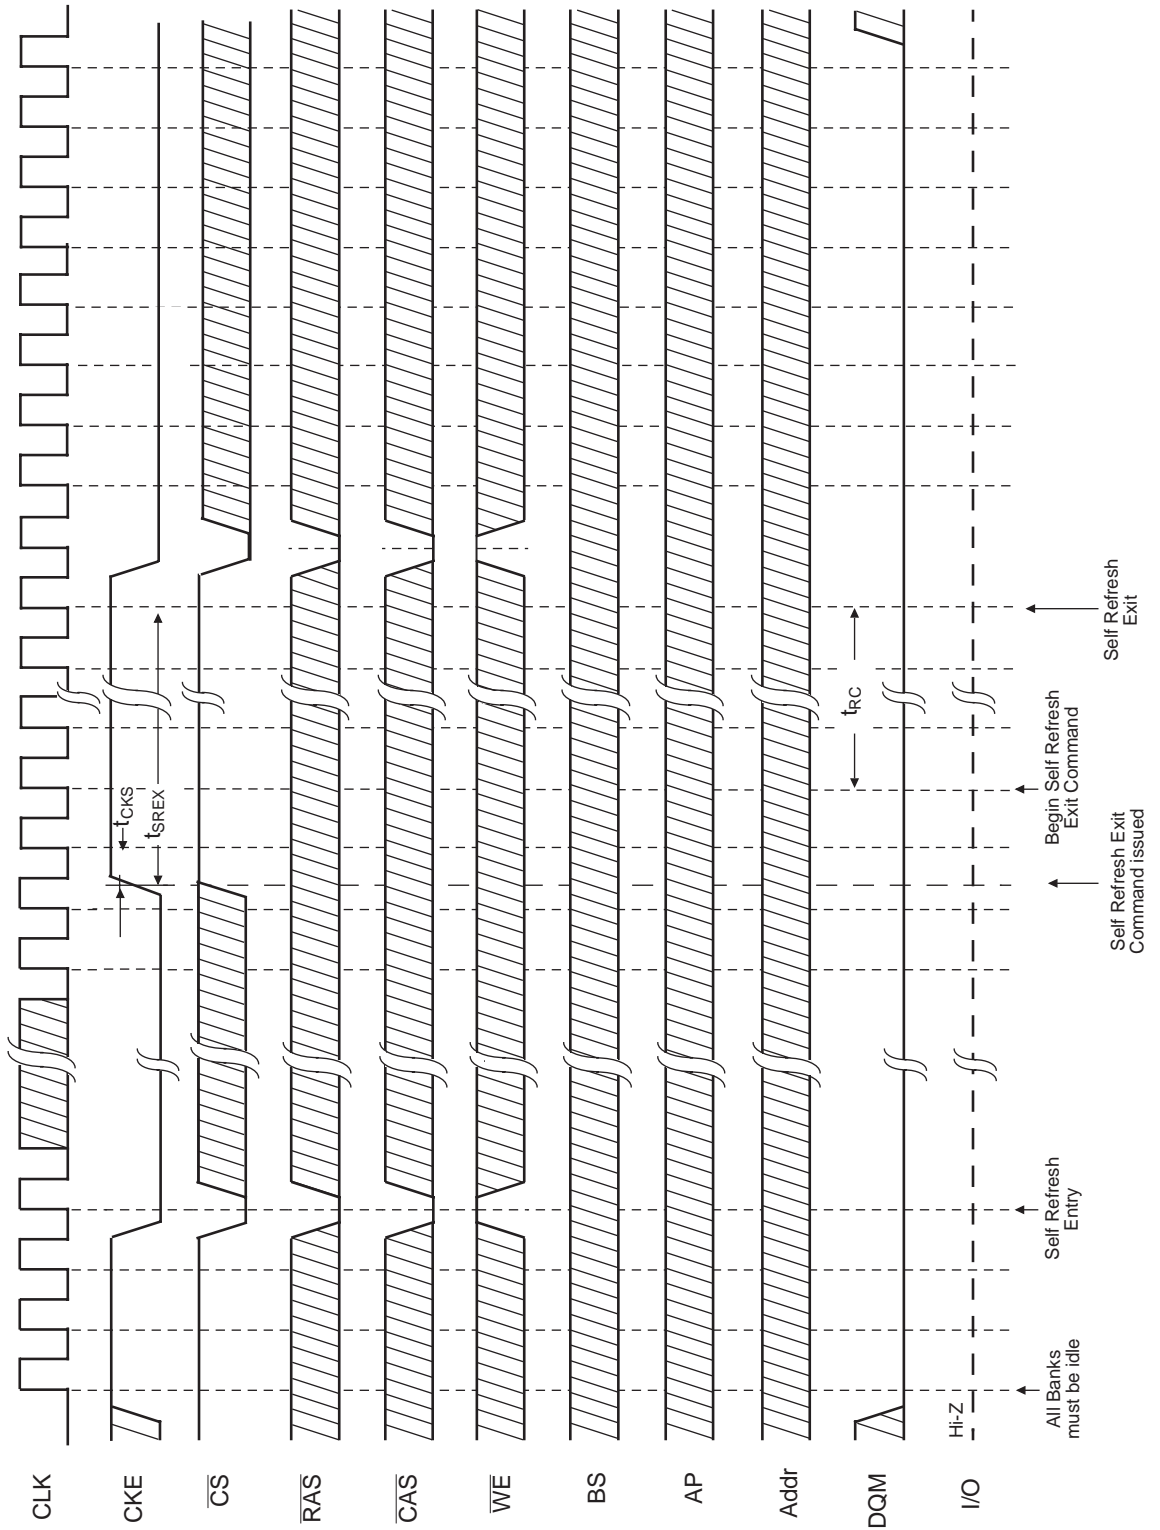 CLK
CKE
tCKS
tSREX
CS
RAS
CAS
WE
BS
AP
Addr
DQM
tRC
I/O
Hi-Z
All Banks
must be idle
Self Refresh
Entry
Self Refresh Exit
Command issued
Begin Self Refresh
Exit Command
Self Refresh
Exit